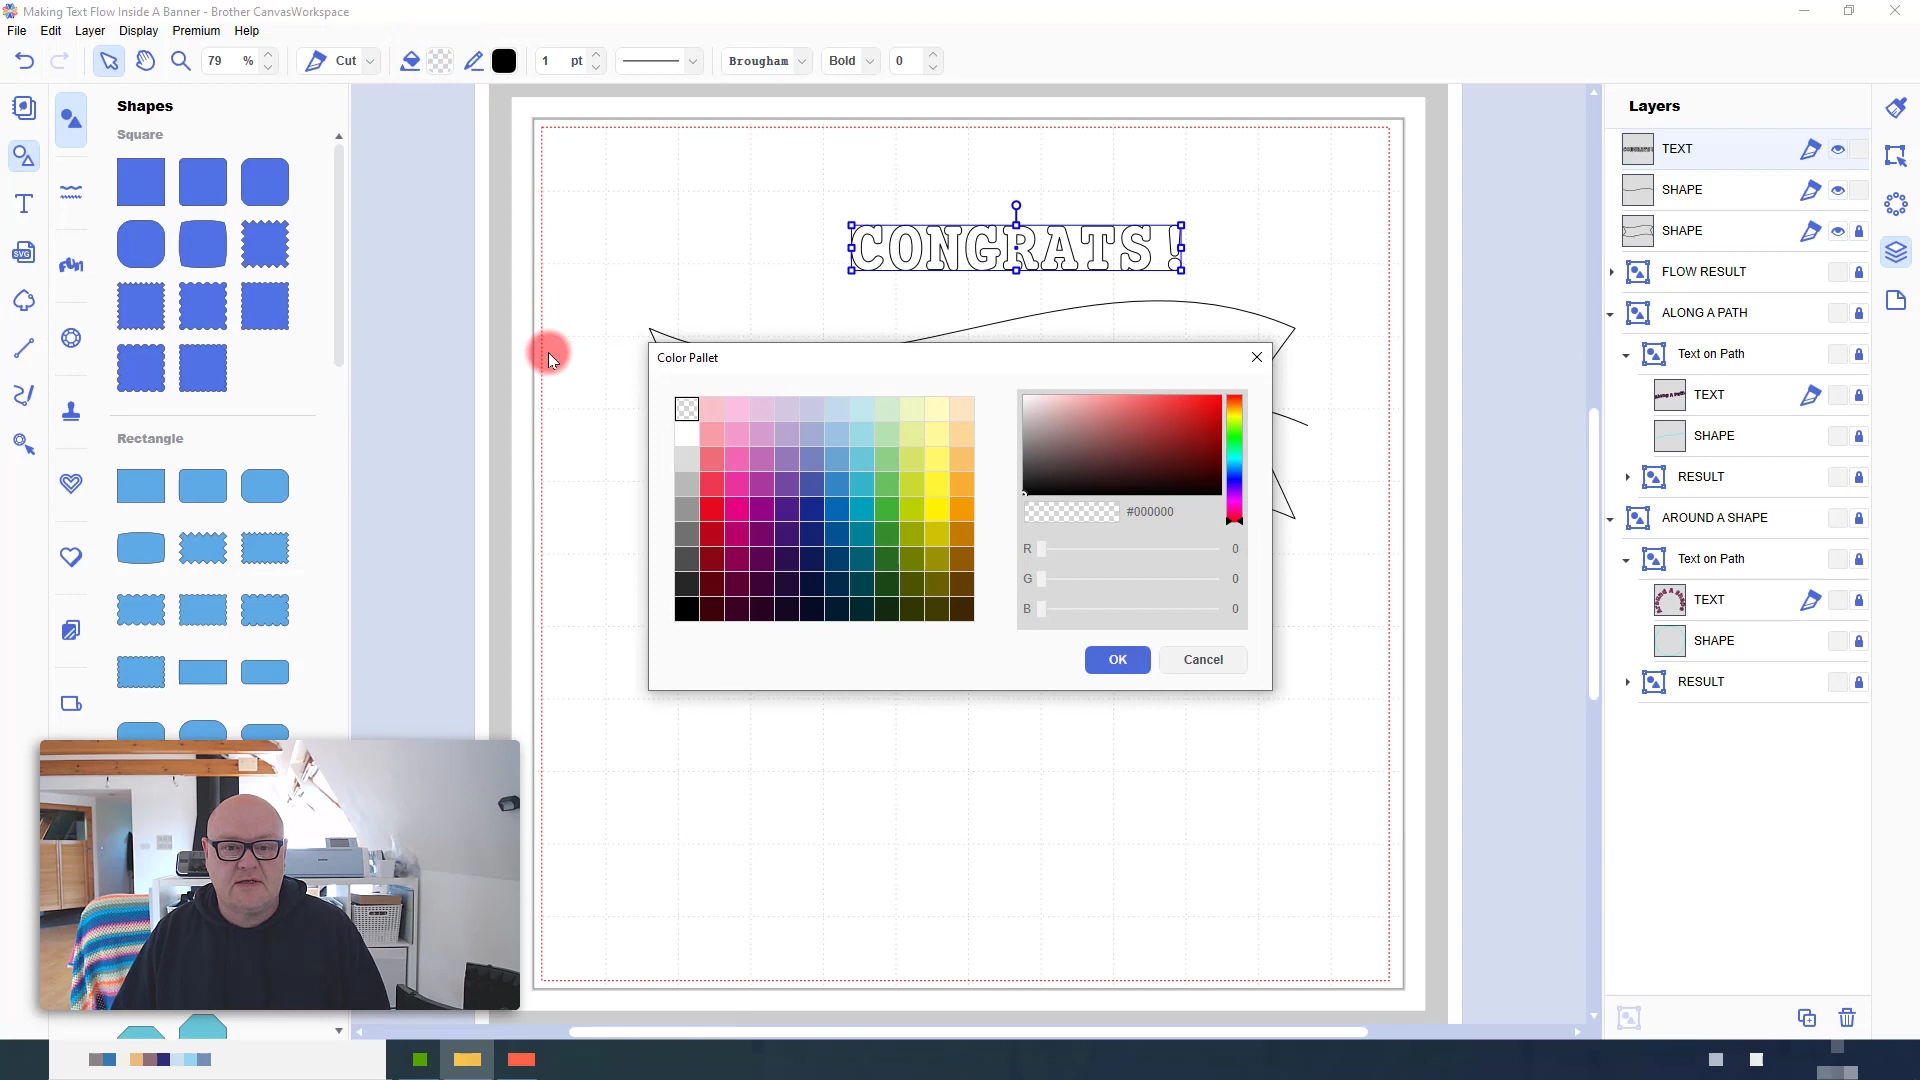 Making Text Flow Inside A Banner - Brother CanvasWorkspace
File Edit Layer Display Premium Help
79 % Cut 1 pt Brougham Bold 0
Shapes
Square
Rectangle
SVG
Fun
CONGRATS!
Color Pallet
#000000
R 0
G 0
B 0
OK Cancel
Layers
TEXT
SHAPE
SHAPE
FLOW RESULT
ALONG A PATH
Text on Path
TEXT
SHAPE
RESULT
AROUND A SHAPE
Text on Path
TEXT
SHAPE
RESULT